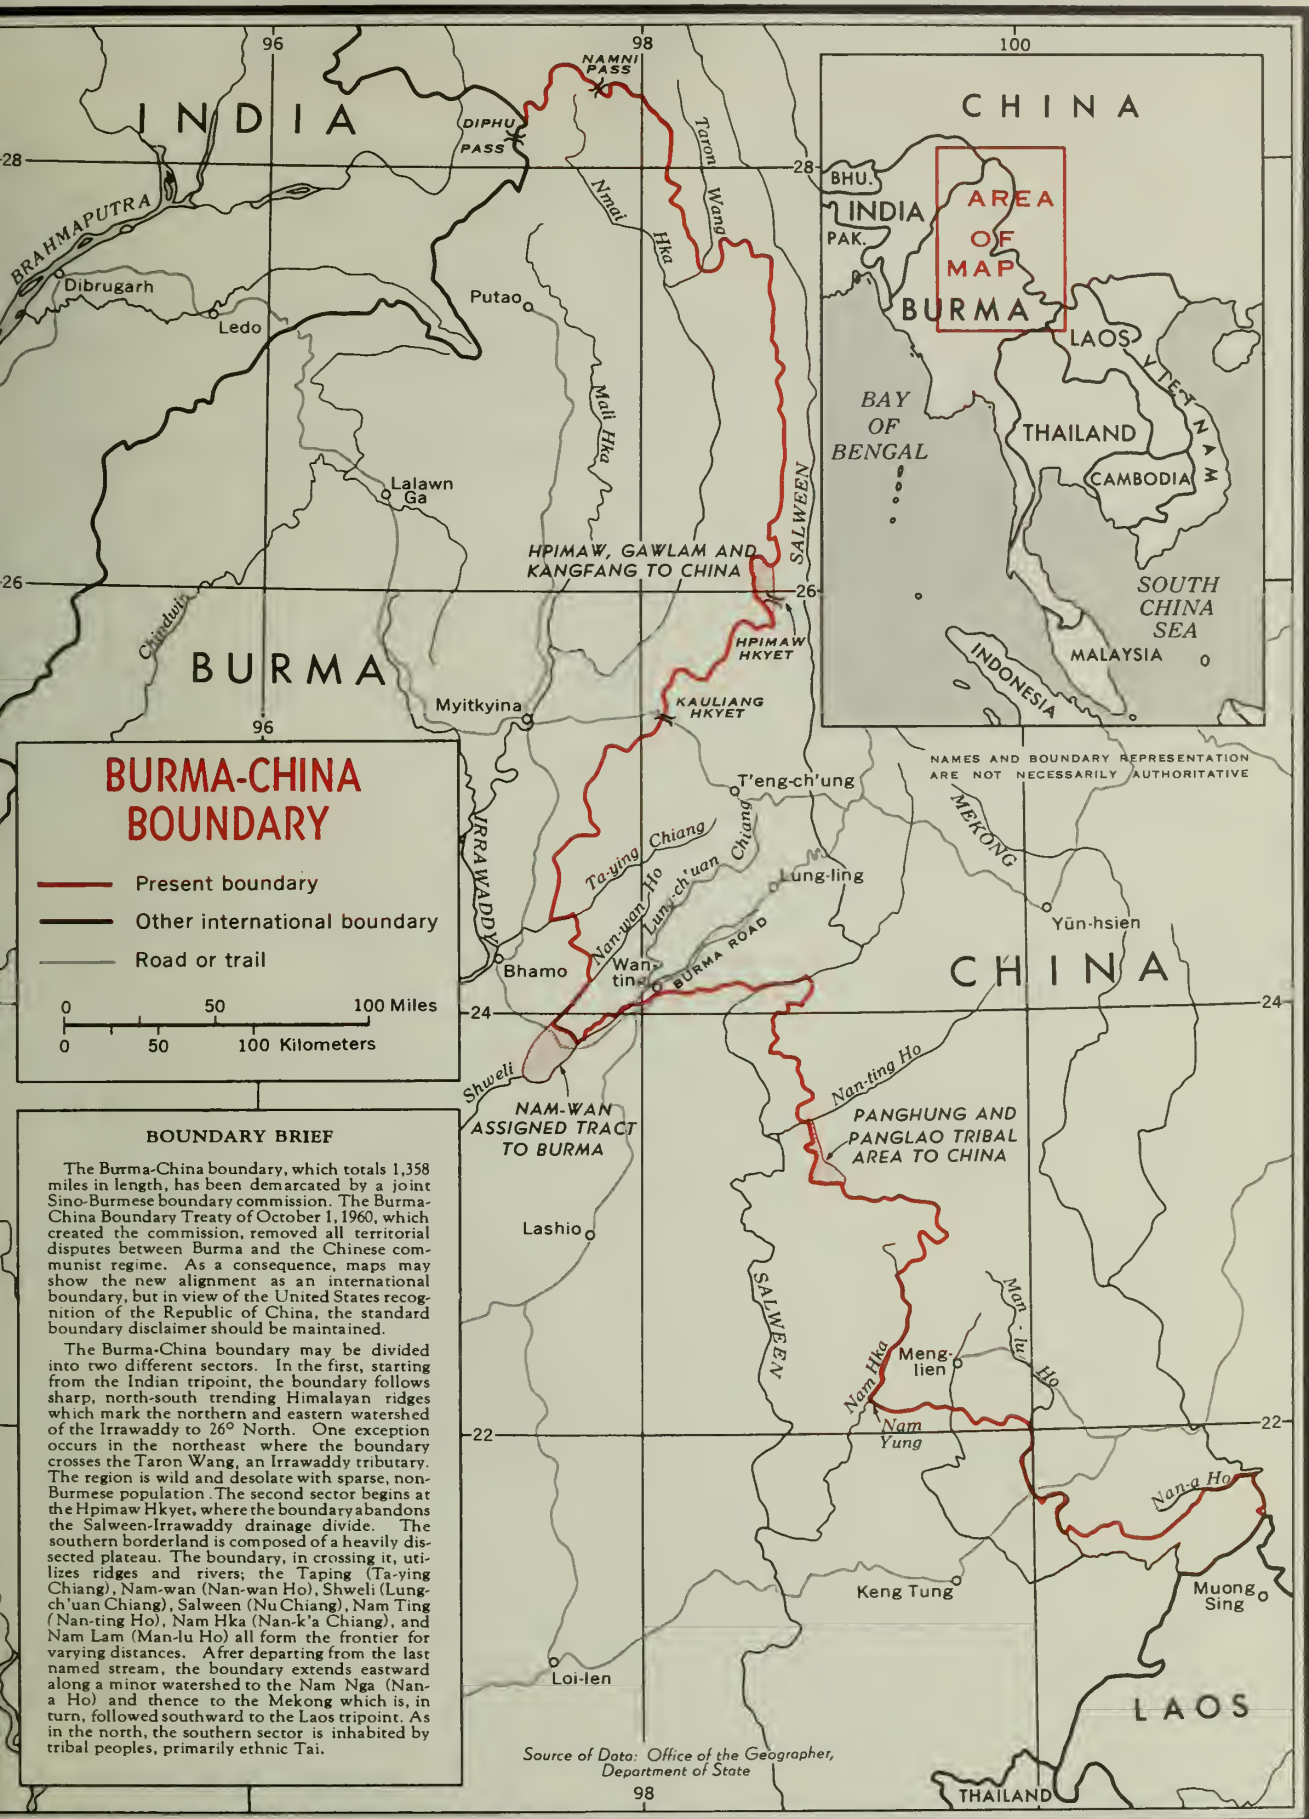 96
98
100
NAMNI
PASS
INDIA
DIPHU
PASS
28
28
Taron
Wang
Nmai
Hka
BRAHMAPUTRA
Dibrugarh
Ledo
Putao
Mali Hka
Lalawn
Ga
SALWEEN
HPIMAW, GAWLAM AND
KANGFANG TO CHINA
26
26
HPIMAW
HKYET
Chindwin
BURMA
KAULIANG
HKYET
Myitkyina
96
CHINA
BHU.
INDIA
PAK.
AREA
OF
MAP
BURMA
LAOS
VIETNAM
BAY
OF
BENGAL
THAILAND
CAMBODIA
SOUTH
CHINA
SEA
MALAYSIA
INDONESIA
NAMES AND BOUNDARY REPRESENTATION
ARE NOT NECESSARILY AUTHORITATIVE
BURMA-CHINA
BOUNDARY
Present boundary
Other international boundary
Road or trail
0 50 100 Miles
0 50 100 Kilometers
IRRAWADDY
T'eng-ch'ung
MEKONG
Ta-ying Chiang
Nan-wan Ho
Lung-ch'uan Chiang
Lung-ling
Yün-hsien
Bhamo
Wan-
ting
BURMA ROAD
CHINA
24
24
Shweli
NAM-WAN
ASSIGNED TRACT
TO BURMA
Nan-ting Ho
PANGHUNG AND
PANGLAO TRIBAL
AREA TO CHINA
Lashio
SALWEEN
Man-lu Ho
Meng-
lien
Nam Hka
Nam
Yung
22
22
Nan-a Ho
Keng Tung
Muong
Sing
Loi-len
LAOS
THAILAND
98
Source of Data: Office of the Geographer,
Department of State
BOUNDARY BRIEF
The Burma-China boundary, which totals 1,358
miles in length, has been demarcated by a joint
Sino-Burmese boundary commission. The Burma-
China Boundary Treaty of October 1, 1960, which
created the commission, removed all territorial
disputes between Burma and the Chinese com-
munist regime. As a consequence, maps may
show the new alignment as an international
boundary, but in view of the United States recog-
nition of the Republic of China, the standard
boundary disclaimer should be maintained.
The Burma-China boundary may be divided
into two different sectors. In the first, starting
from the Indian tripoint, the boundary follows
sharp, north-south trending Himalayan ridges
which mark the northern and eastern watershed
of the Irrawaddy to 26° North. One exception
occurs in the northeast where the boundary
crosses the Taron Wang, an Irrawaddy tributary.
The region is wild and desolate with sparse, non-
Burmese population. The second sector begins at
the Hpimaw Hkyet, where the boundary abandons
the Salween-Irrawaddy drainage divide. The
southern borderland is composed of a heavily dis-
sected plateau. The boundary, in crossing it, uti-
lizes ridges and rivers; the Taping (Ta-ying
Chiang), Nam-wan (Nan-wan Ho), Shweli (Lung-
ch'uan Chiang), Salween (Nu Chiang), Nam Ting
(Nan-ting Ho), Nam Hka (Nan-k'a Chiang), and
Nam Lam (Man-lu Ho) all form the frontier for
varying distances. Afrer departing from the last
named stream, the boundary extends eastward
along a minor watershed to the Nam Nga (Nan-
a Ho) and thence to the Mekong which is, in
turn, followed southward to the Laos tripoint. As
in the north, the southern sector is inhabited by
tribal peoples, primarily ethnic Tai.